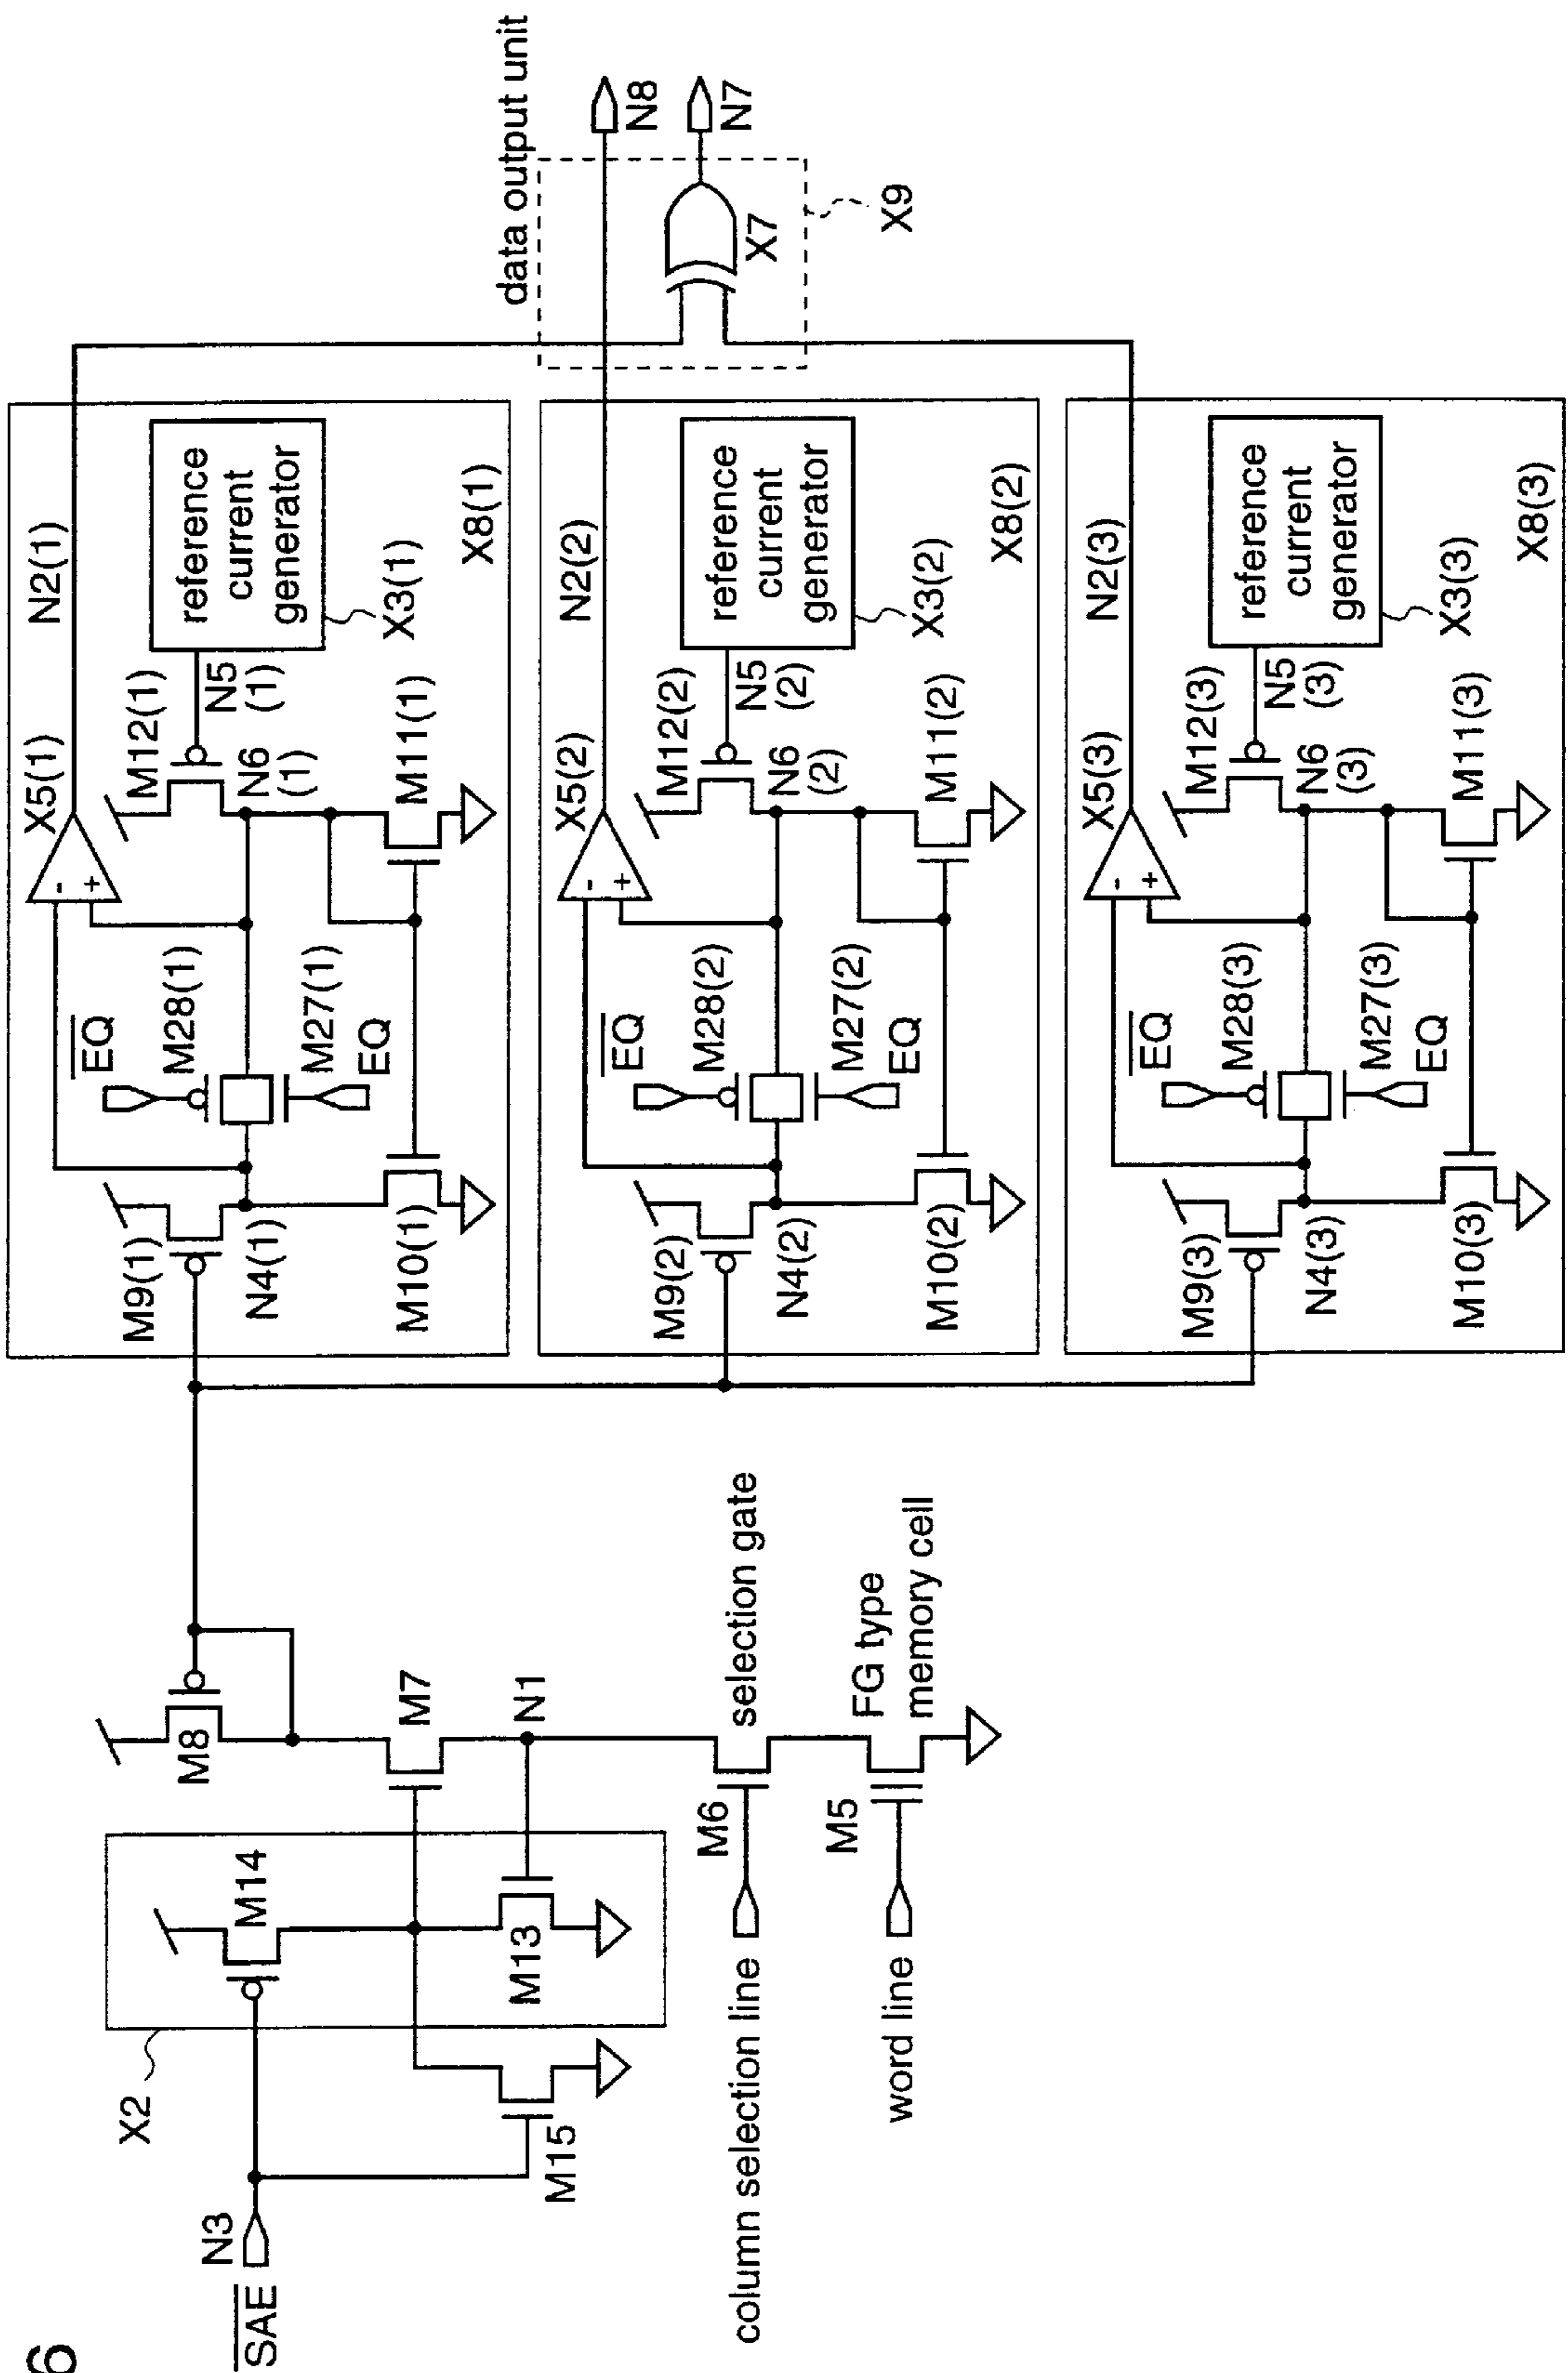 6
SAE
N3
X2
M15
M14
M13
M8
M7
N1
M6
selection gate
column selection line
M5
FG type
memory cell
word line
M9(1)
N4(1)
M10(1)
EQ
M28(1)
M27(1)
EQ
X5(1)
-
+
M12(1)
N6
(1)
M11(1)
N5
(1)
N2(1)
reference
current
generator
X3(1)
X8(1)
M9(2)
N4(2)
M10(2)
EQ
M28(2)
M27(2)
EQ
X5(2)
-
+
M12(2)
N6
(2)
M11(2)
N5
(2)
N2(2)
reference
current
generator
X3(2)
X8(2)
M9(3)
N4(3)
M10(3)
EQ
M28(3)
M27(3)
EQ
X5(3)
-
+
M12(3)
N6
(3)
M11(3)
N5
(3)
N2(3)
reference
current
generator
X3(3)
X8(3)
data output unit
X7
X9
N8
N7